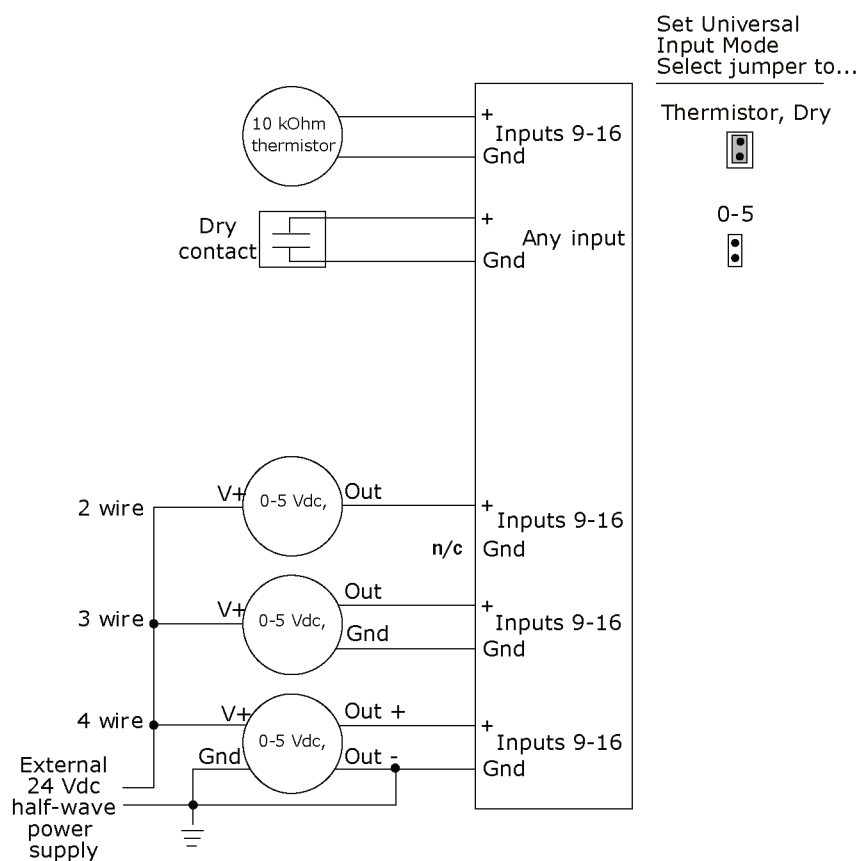 Set Universal
Input Mode
Select jumper to...
Thermistor, Dry
0-5
10 kOhm
thermistor
+
Inputs 9-16
Gnd
Dry
contact
+
Any input
Gnd
2 wire
V+
0-5 Vdc,
Out
+
Inputs 9-16
n/c
Gnd
3 wire
V+
0-5 Vdc,
Out
Gnd
+
Inputs 9-16
Gnd
4 wire
V+
Gnd
0-5 Vdc,
Out +
Out -
+
Inputs 9-16
Gnd
External
24 Vdc
half-wave
power
supply